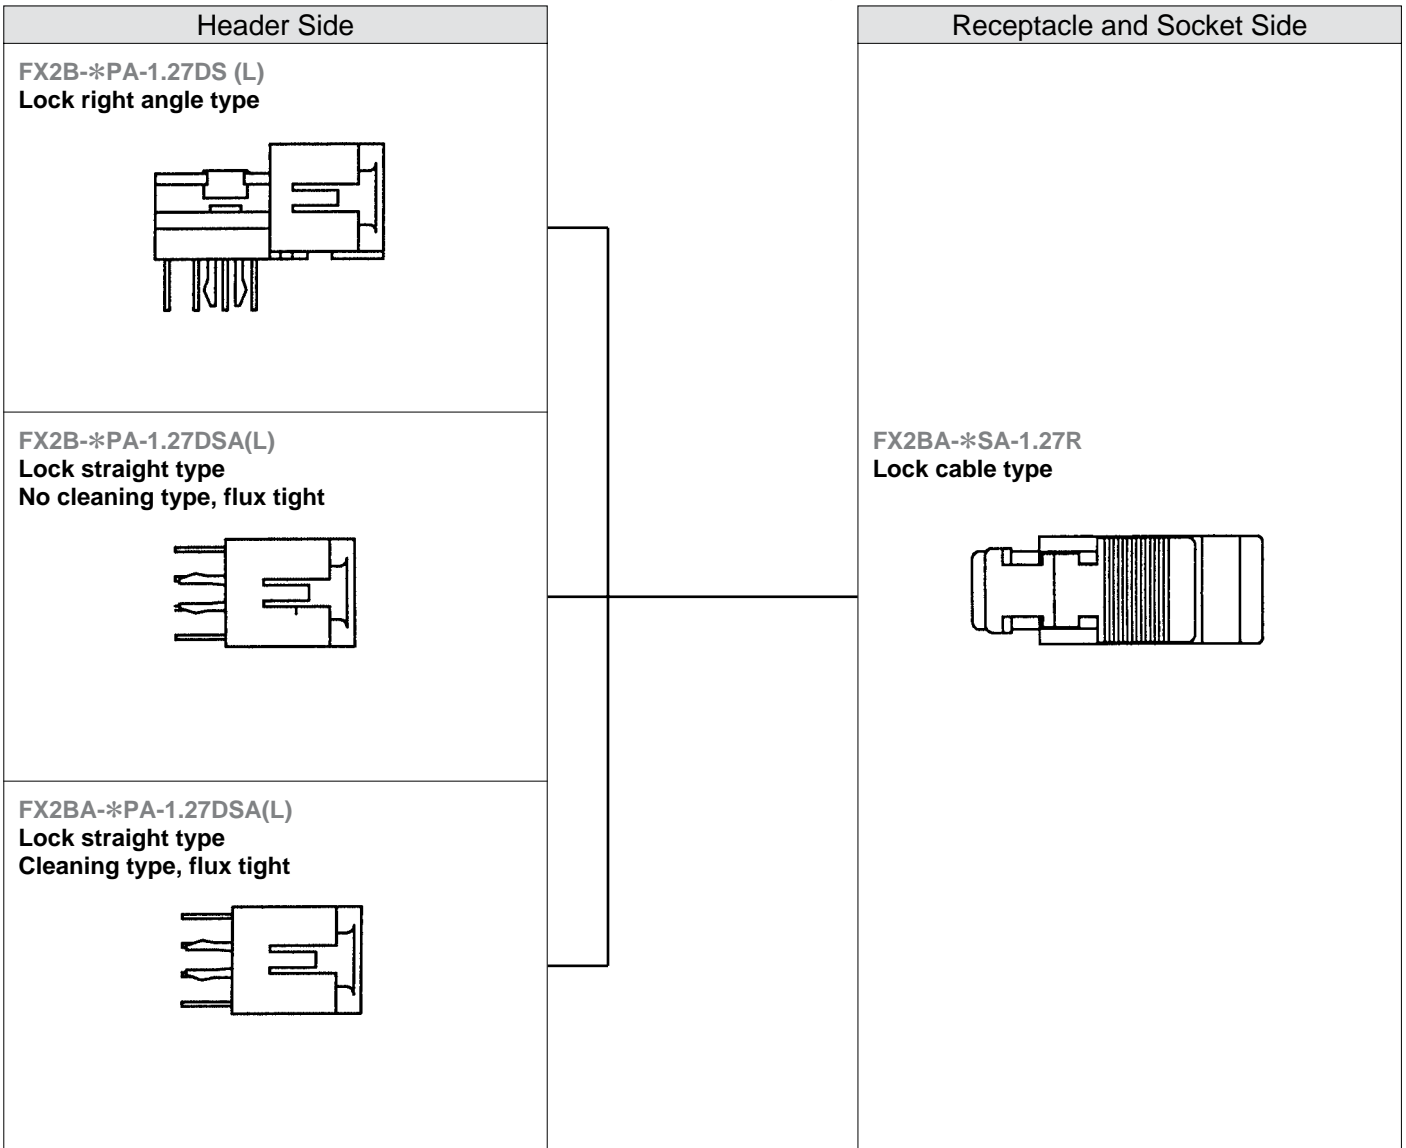 Header Side
Receptacle and Socket Side
FX2B-*PA-1.27DS (L)
Lock right angle type
FX2B-*PA-1.27DSA(L)
Lock straight type
No cleaning type, flux tight
FX2BA-*SA-1.27R
Lock cable type
FX2BA-*PA-1.27DSA(L)
Lock straight type
Cleaning type, flux tight